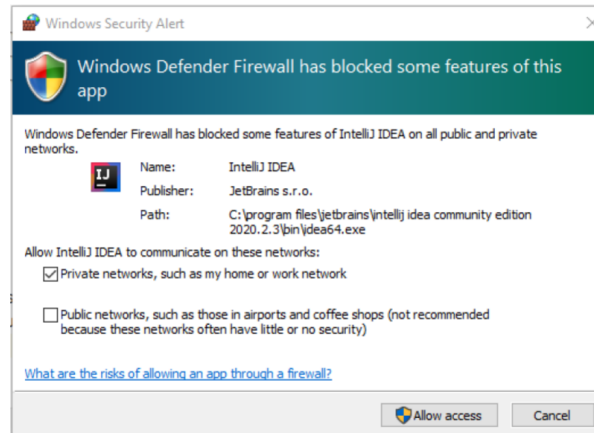 Windows Security Alert
Windows Defender Firewall has blocked some features of this
app
Windows Defender Firewall has blocked some features of IntelliJ IDEA on all public and private
networks.
IJ
Name: IntelliJ IDEA
Publisher: JetBrains s.r.o.
Path: C:\program files\jetbrains\intellij idea community edition
2020.2.3\bin\idea64.exe
Allow IntelliJ IDEA to communicate on these networks:
Private networks, such as my home or work network
Public networks, such as those in airports and coffee shops (not recommended
because these networks often have little or no security)
What are the risks of allowing an app through a firewall?
Allow access Cancel